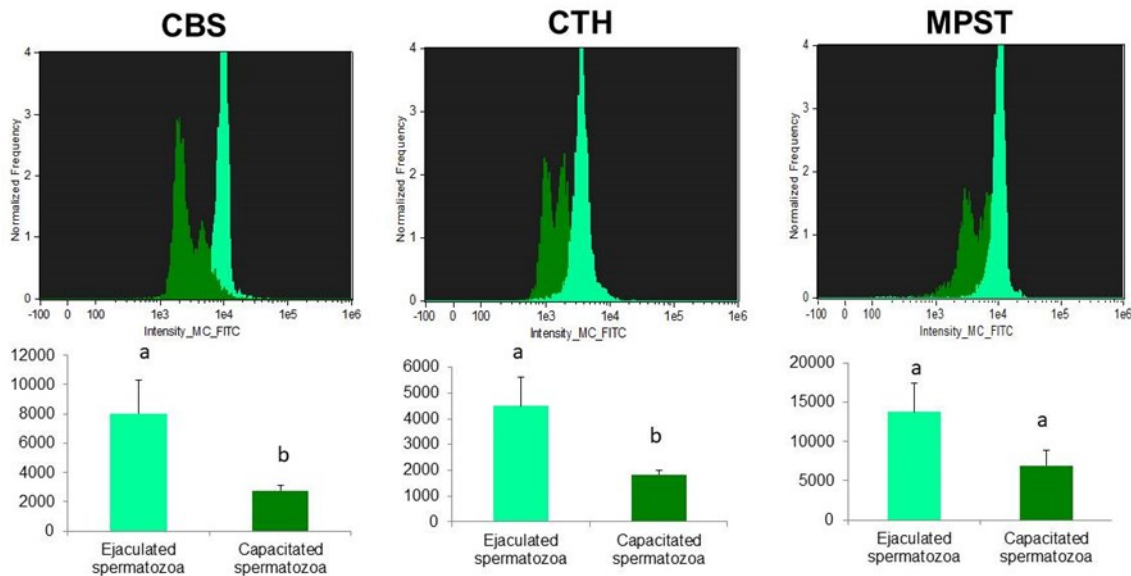 CBS
4
3
2
1
0
Normalized Frequency
-100 0 100 1e3 1e4 1e5 1e6
Intensity_MC_FITC
CTH
4
3
2
1
0
Normalized Frequency
-100 0 100 1e3 1e4 1e5 1e6
Intensity_MC_FITC
MPST
4
3
2
1
0
Normalized Frequency
-100 0 100 1e3 1e4 1e5 1e6
Intensity_MC_FITC
12000
10000
8000
6000
4000
2000
0
a
b
Ejaculated
spermatozoa
Capacitated
spermatozoa
6000
5000
4000
3000
2000
1000
0
a
b
Ejaculated
spermatozoa
Capacitated
spermatozoa
20000
15000
10000
5000
0
a
a
Ejaculated
spermatozoa
Capacitated
spermatozoa